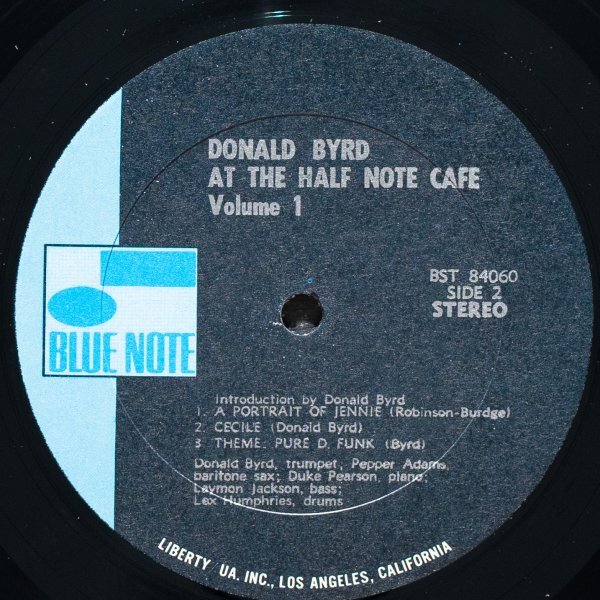 DONALD BYRD
AT THE HALF NOTE CAFE
Volume 1
BST 84060
SIDE 2
STEREO
BLUE NOTE
Introduction by Donald Byrd
1. A PORTRAIT OF JENNIE (Robinson-Burdge)
2. CECILE (Donald Byrd)
3 THEME: PURE D. FUNK (Byrd)
Donald Byrd, trumpet; Pepper Adams,
baritone sax; Duke Pearson, piano;
Laymon Jackson, bass;
Lex Humphries, drums
LIBERTY UA. INC., LOS ANGELES, CALIFORNIA